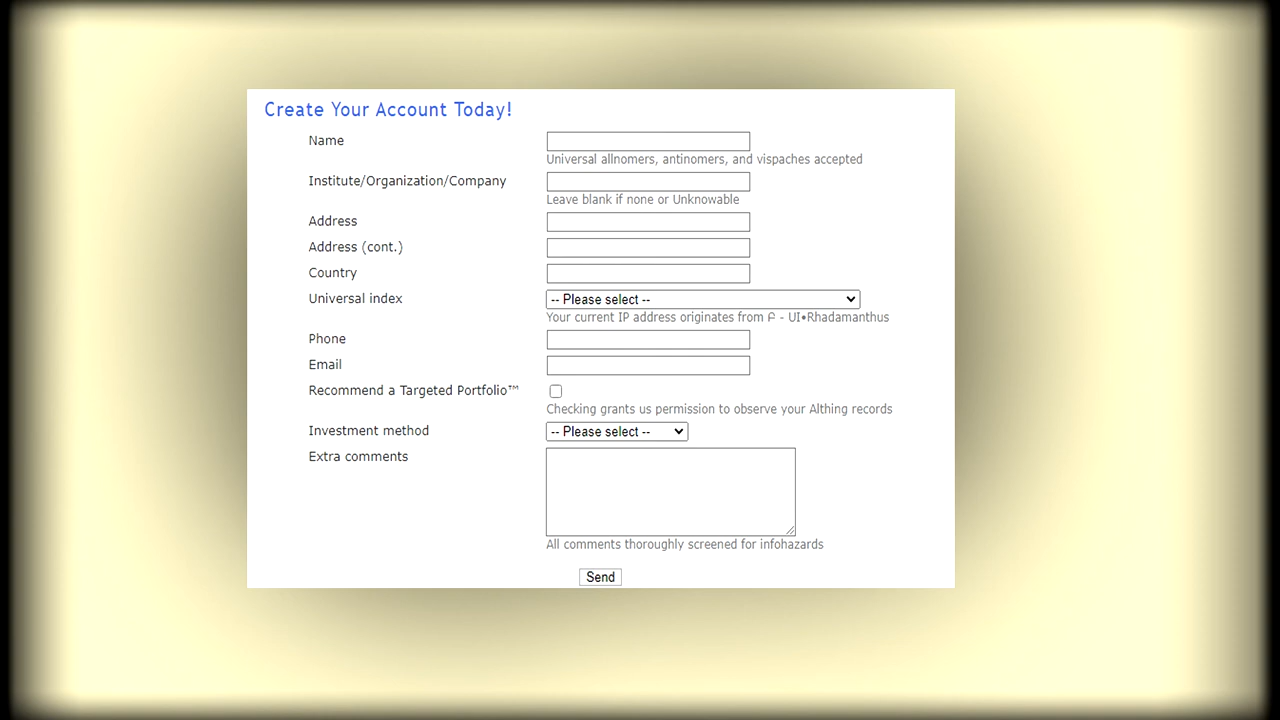 Create Your Account Today!
Name
Universal allnomers, antinomers, and vispaches accepted
Institute/Organization/Company
Leave blank if none or Unknowable
Address
Address (cont.)
Country
Universal index
-- Please select --
Your current IP address originates from ₾ - UI•Rhadamanthus
Phone
Email
Recommend a Targeted Portfolio™
Checking grants us permission to observe your Althing records
Investment method
-- Please select --
Extra comments
All comments thoroughly screened for infohazards
Send